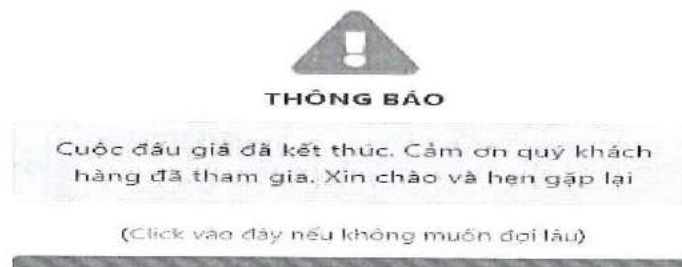 THÔNG BÁO
Cuộc đấu giá đã kết thúc. Cảm ơn quý khách
hàng đã tham gia. Xin chào và hẹn gặp lại
(Click vào đây nếu không muốn đợi lâu)